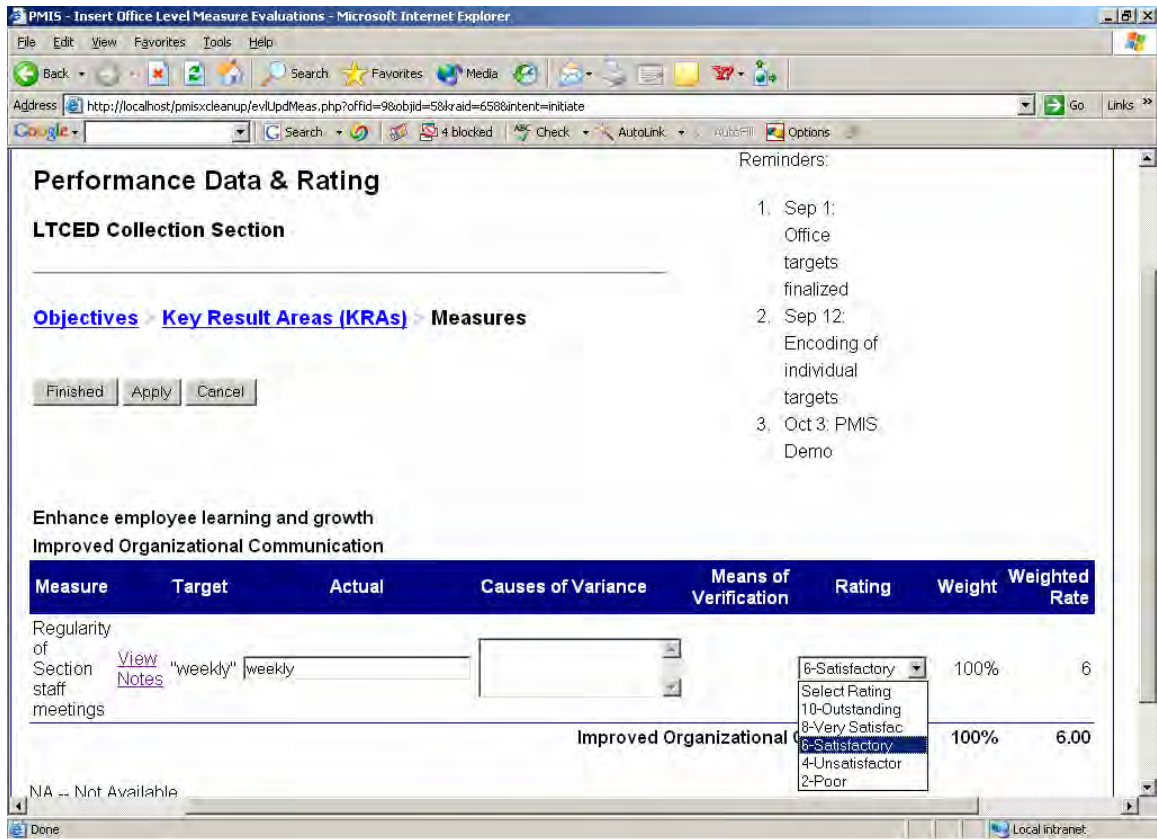 PMIS - Insert Office Level Measure Evaluations - Microsoft Internet Explorer
File Edit View Favorites Tools Help
Back Search Favorites Media
Address http://localhost/pmisxcleanup/evlUpdMeas.php?offid=9&objid=5&kraid=658&intent=initiate Go Links »
Google Search 4 blocked Check AutoLink AutoFill Options
Performance Data & Rating
LTCED Collection Section
Objectives > Key Result Areas (KRAs) > Measures
Finished Apply Cancel
Reminders:
1. Sep 1:
Office
targets
finalized
2. Sep 12:
Encoding of
individual
targets
3. Oct 3: PMIS
Demo
Enhance employee learning and growth
Improved Organizational Communication
Measure Target Actual Causes of Variance Means of Verification Rating Weight Weighted Rate
Regularity
of
Section
staff
meetings
View
Notes
"weekly" weekly 6-Satisfactory 100% 6
Select Rating
10-Outstanding
8-Very Satisfac
6-Satisfactory
4-Unsatisfactor
2-Poor
Improved Organizational 100% 6.00
NA -- Not Available
Done Local intranet